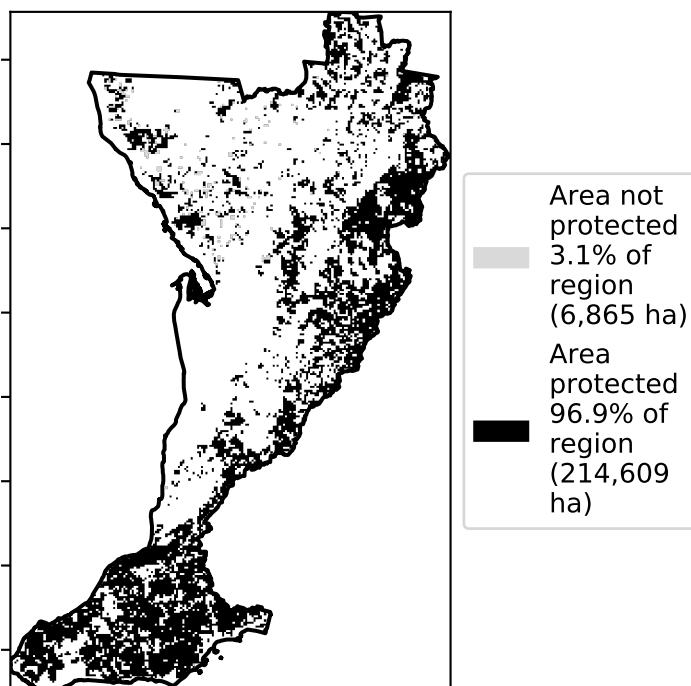 Area not
protected
3.1% of
region
(6,865 ha)
Area
protected
96.9% of
region
(214,609
ha)